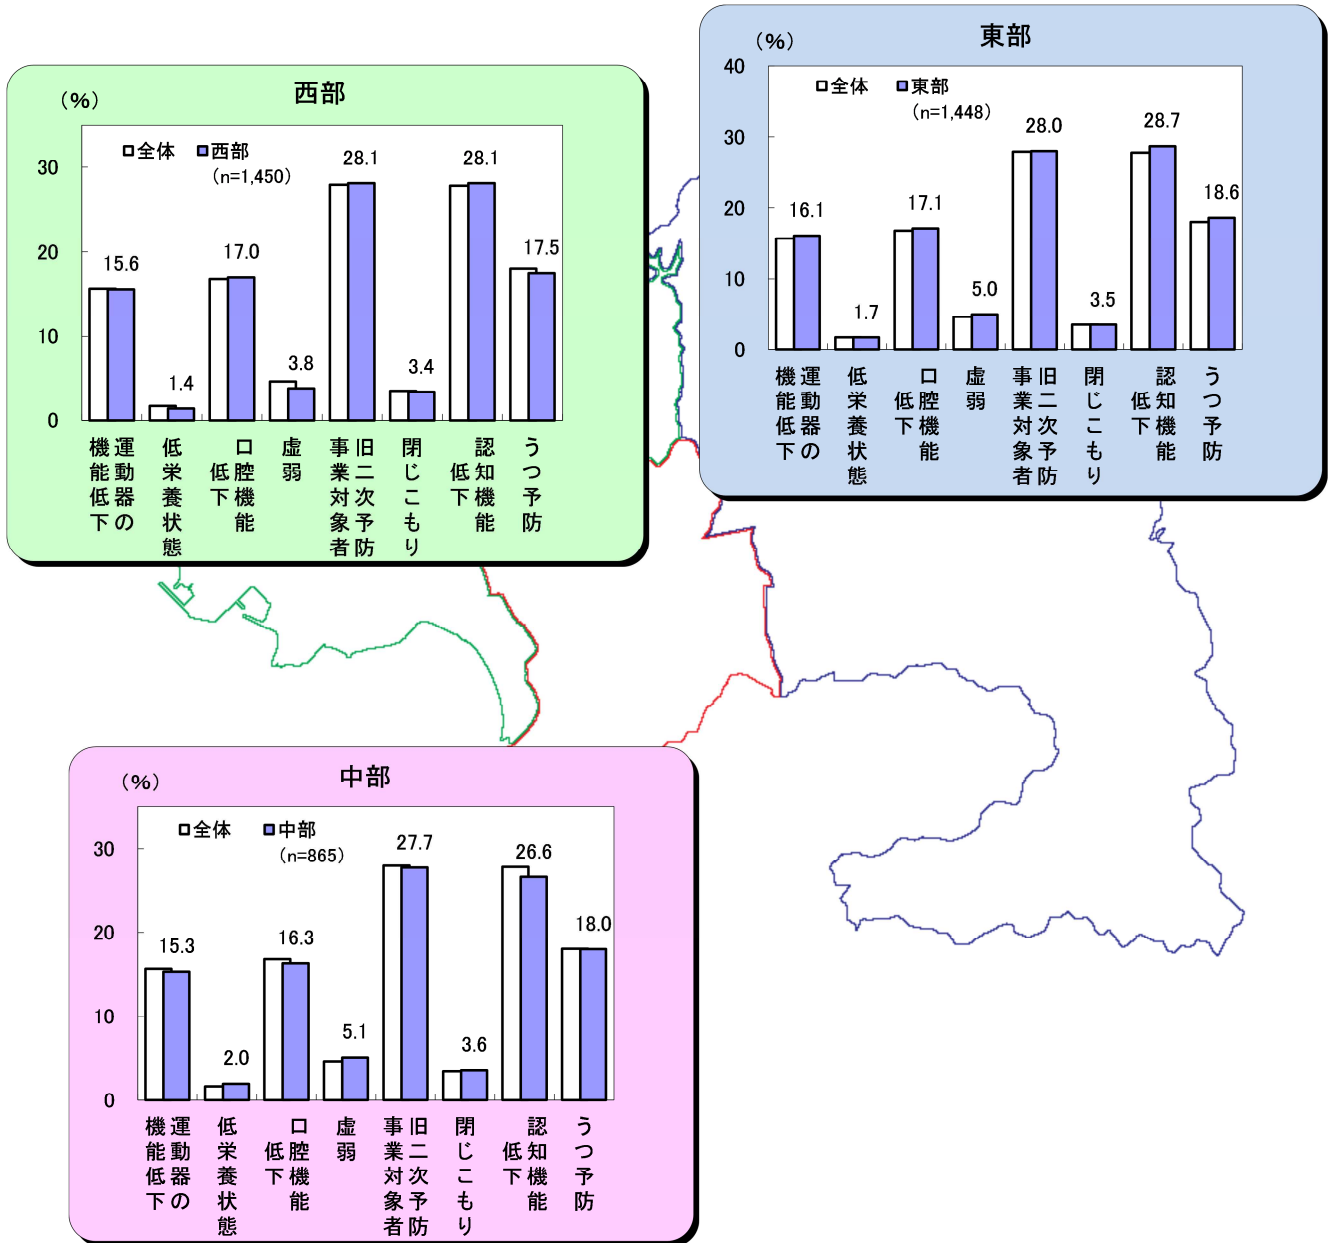 西部
(%)
全体 西部
(n=1,450)
30
20
10
0
15.6
1.4
17.0
3.8
28.1
3.4
28.1
17.5
運動器の
機能低下
低栄養状態
口腔機能
低下
虚弱
旧二次予防
事業対象者
閉じこもり
認知機能
低下
うつ予防
東部
(%)
全体 東部
(n=1,448)
40
30
20
10
0
16.1
1.7
17.1
5.0
28.0
3.5
28.7
18.6
運動器の
機能低下
低栄養状態
口腔機能
低下
虚弱
旧二次予防
事業対象者
閉じこもり
認知機能
低下
うつ予防
中部
(%)
全体 中部
(n=865)
30
20
10
0
15.3
2.0
16.3
5.1
27.7
3.6
26.6
18.0
運動器の
機能低下
低栄養状態
口腔機能
低下
虚弱
旧二次予防
事業対象者
閉じこもり
認知機能
低下
うつ予防